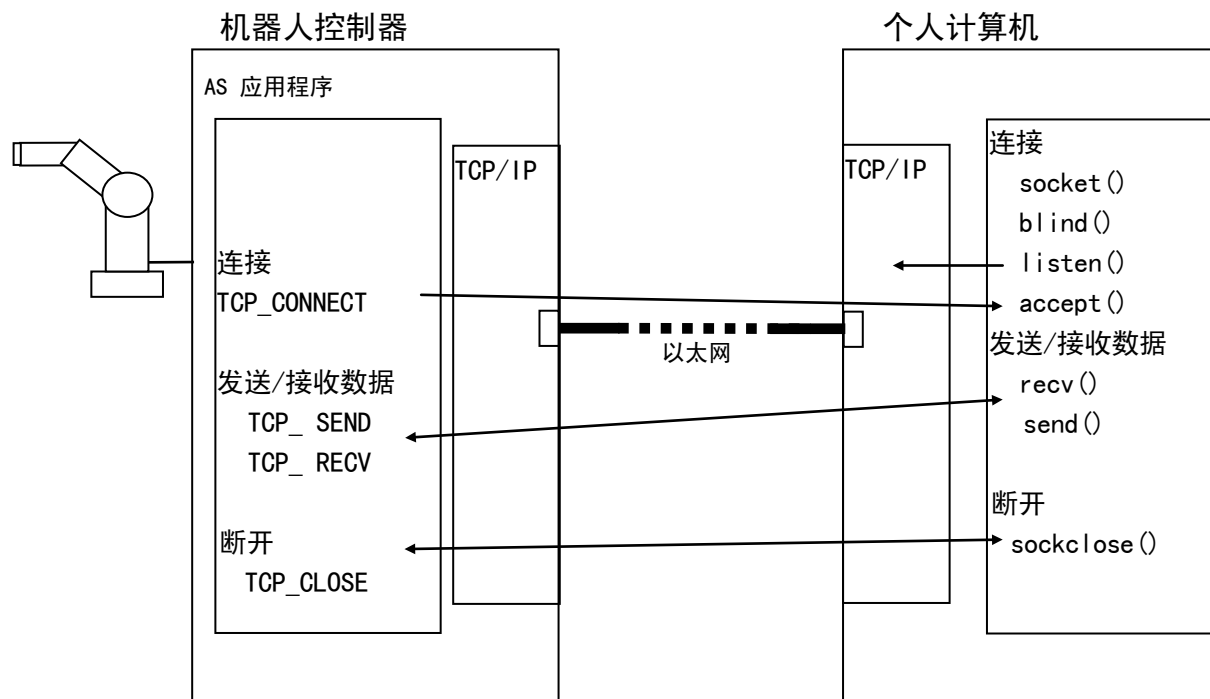 机器人控制器
AS 应用程序
TCP/IP
连接
TCP_CONNECT
发送/接收数据
TCP_ SEND
TCP_ RECV
断开
TCP_CLOSE
以太网
个人计算机
TCP/IP
连接
socket()
blind()
listen()
accept()
发送/接收数据
recv()
send()
断开
sockclose()